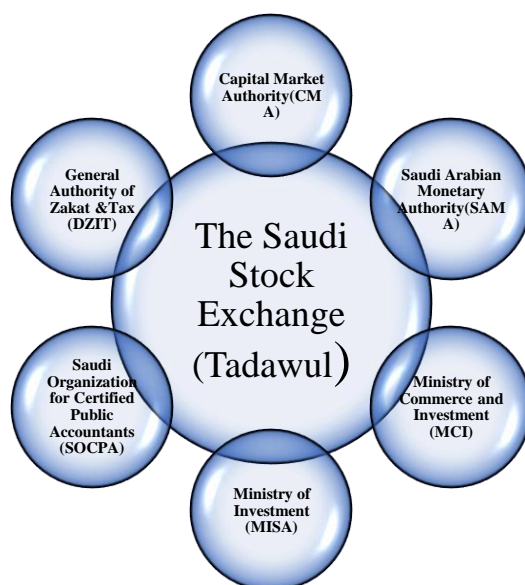 Capital Market
Authority(CM
A)
General
Authority of
Zakat &Tax
(DZIT)
Saudi Arabian
Monetary
Authority(SAM
A)
The Saudi
Stock
Exchange
(Tadawul)
Saudi
Organization
for Certified
Public
Accountants
(SOCPA)
Ministry of
Commerce and
Investment
(MCI)
Ministry of
Investment
(MISA)